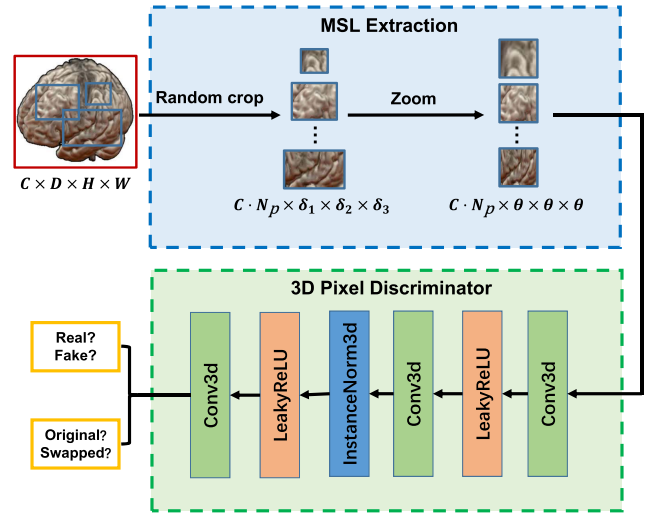 MSL Extraction
Random crop
Zoom
C × D × H × W
C · N_p × δ_1 × δ_2 × δ_3
C · N_p × θ × θ × θ
3D Pixel Discriminator
Real?
Fake?
Original?
Swapped?
Conv3d
LeakyReLU
InstanceNorm3d
Conv3d
LeakyReLU
Conv3d